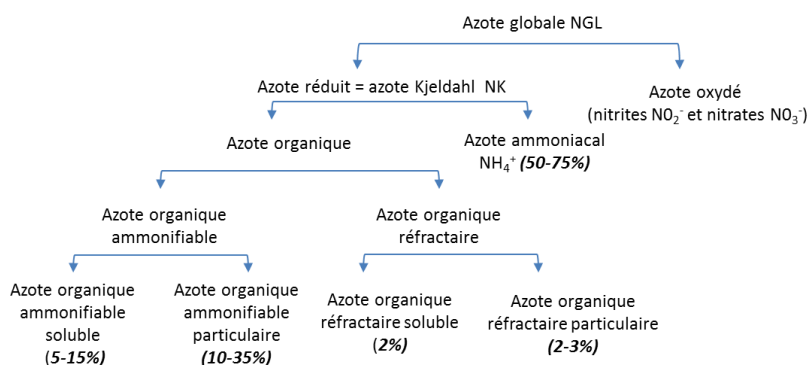 Azote globale NGL
Azote réduit = azote Kjeldahl NK
Azote oxydé
(nitrites N0₂⁻ et nitrates N0₃⁻)
Azote organique
Azote ammoniacal
NH₄⁺ (50-75%)
Azote organique
ammonifiable
Azote organique
réfractaire
Azote organique
ammonifiable
soluble
(5-15%)
Azote organique
ammonifiable
particulaire
(10-35%)
Azote organique
réfractaire soluble
(2%)
Azote organique
réfractaire particulaire
(2-3%)